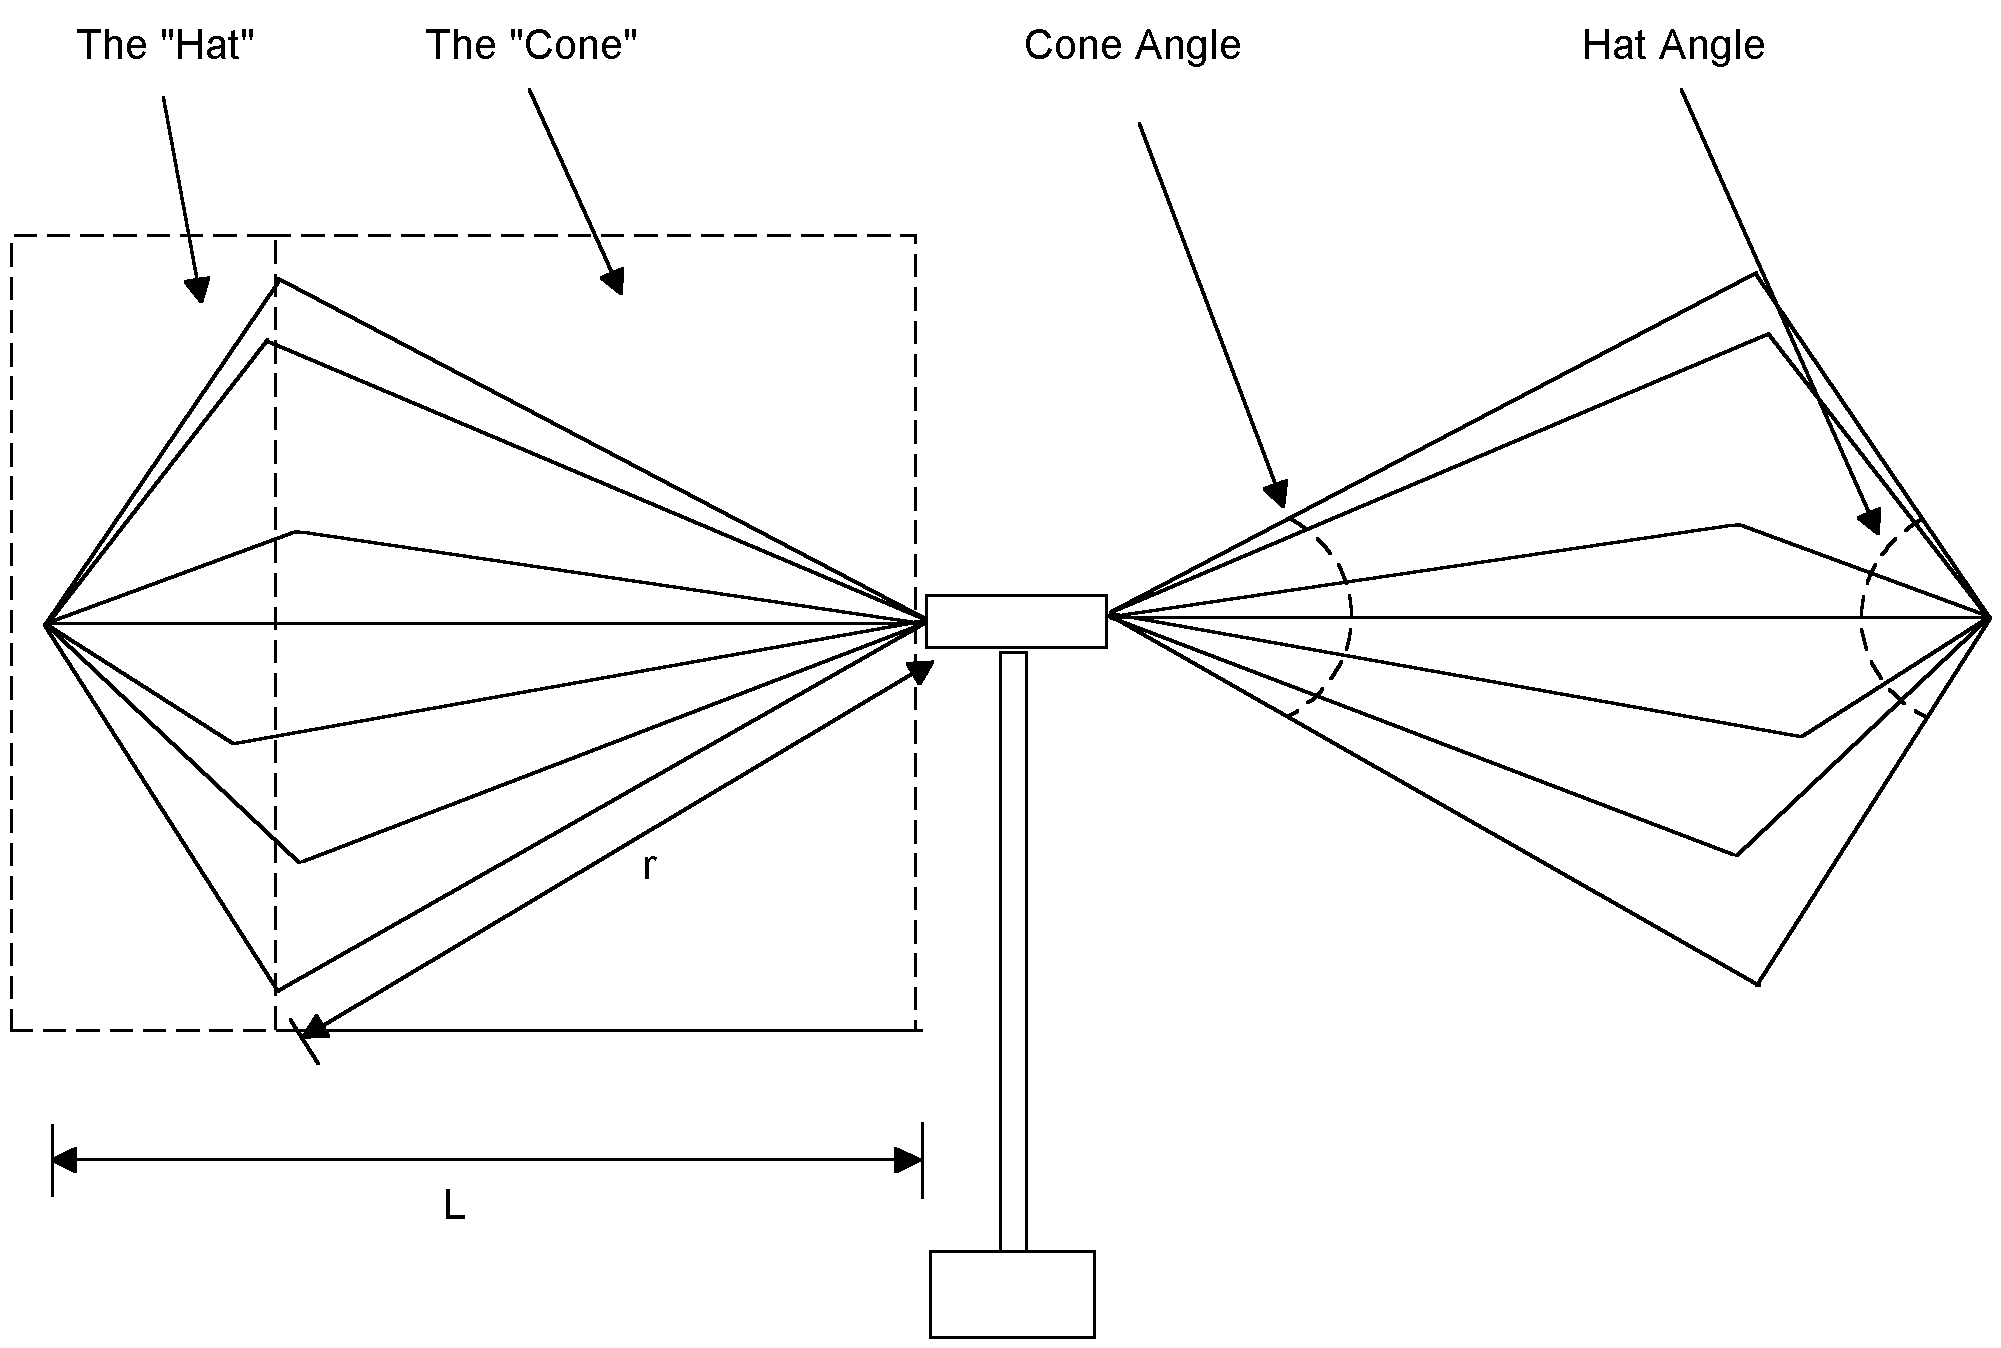 The "Hat"
The "Cone"
Cone Angle
Hat Angle
r
L